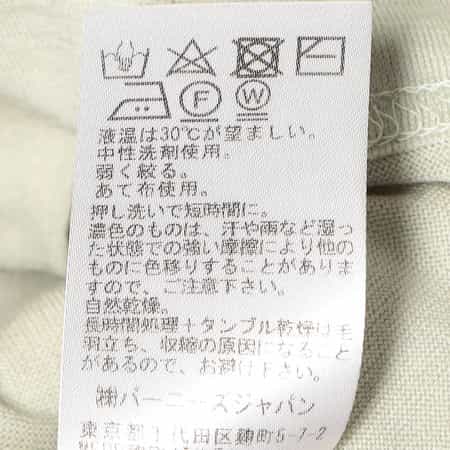 F W
液温は30℃が望ましい。
中性洗剤使用。
弱く絞る。
あて布使用。
押し洗いで短時間に。
濃色のものは、汗や雨など湿っ
た状態での強い摩擦により他の
ものに色移りすることがありま
すので、ご注意下さい。
自然乾燥。
長時間処理+タンブル乾燥は毛
羽立ち、収縮の原因になること
があるので、お避け下さい。
㈱バーニーズジャパン
東京都千代田区麹町5-7-2